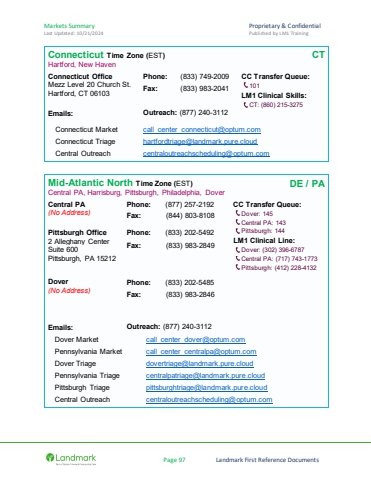 Markets Summary
Proprietary & Confidential
Last Updated: 10/21/2024
Published by LM1 Training
Connecticut Time Zone (EST)
CT
Hartford, New Haven
Connecticut Office
Mezz Level 20 Church St.
Hartford, CT 06103
Phone: (833) 749-2009
Fax: (833) 983-2041
CC Transfer Queue:
101
LM1 Clinical Skills:
CT: (860) 215-3275
Emails:
Outreach: (877) 240-3112
Connecticut Market call_center_connecticut@optum.com
Connecticut Triage hartfordtriage@landmark.pure.cloud
Central Outreach centraloutreachscheduling@optum.com
Mid-Atlantic North Time Zone (EST)
DE / PA
Central PA, Harrisburg, Pittsburgh, Philadelphia, Dover
Central PA
(No Address)
Phone: (877) 257-2192
Fax: (844) 803-8108
CC Transfer Queue:
Dover: 145
Central PA: 143
Pittsburgh: 144
LM1 Clinical Line:
Dover: (302) 396-6787
Central PA: (717) 743-1773
Pittsburgh: (412) 228-4132
Pittsburgh Office
2 Alleghany Center
Suite 600
Pittsburgh, PA 15212
Phone: (833) 202-5492
Fax: (833) 983-2849
Dover
(No Address)
Phone: (833) 202-5485
Fax: (833) 983-2846
Emails:
Outreach: (877) 240-3112
Dover Market call_center_dover@optum.com
Pennsylvania Market call_center_centralpa@optum.com
Dover Triage dovertriage@landmark.pure.cloud
Pennsylvania Triage centralpatriage@landmark.pure.cloud
Pittsburgh Triage pittsburghtriage@landmark.pure.cloud
Central Outreach centraloutreachscheduling@optum.com
Landmark
Page 97
Landmark First Reference Documents